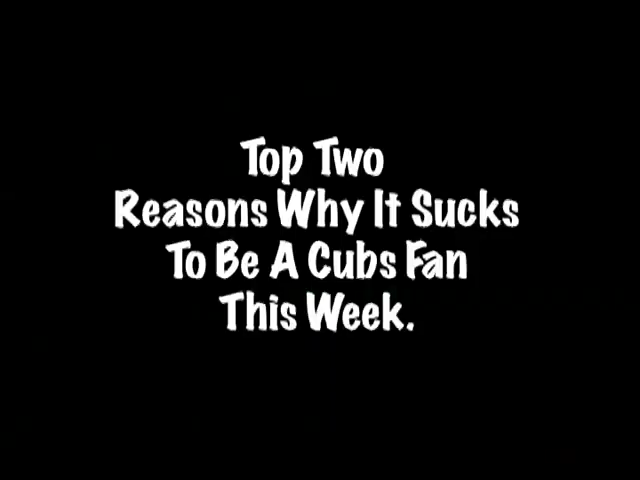 Top Two
Reasons Why It Sucks
To Be A Cubs Fan
This Week.